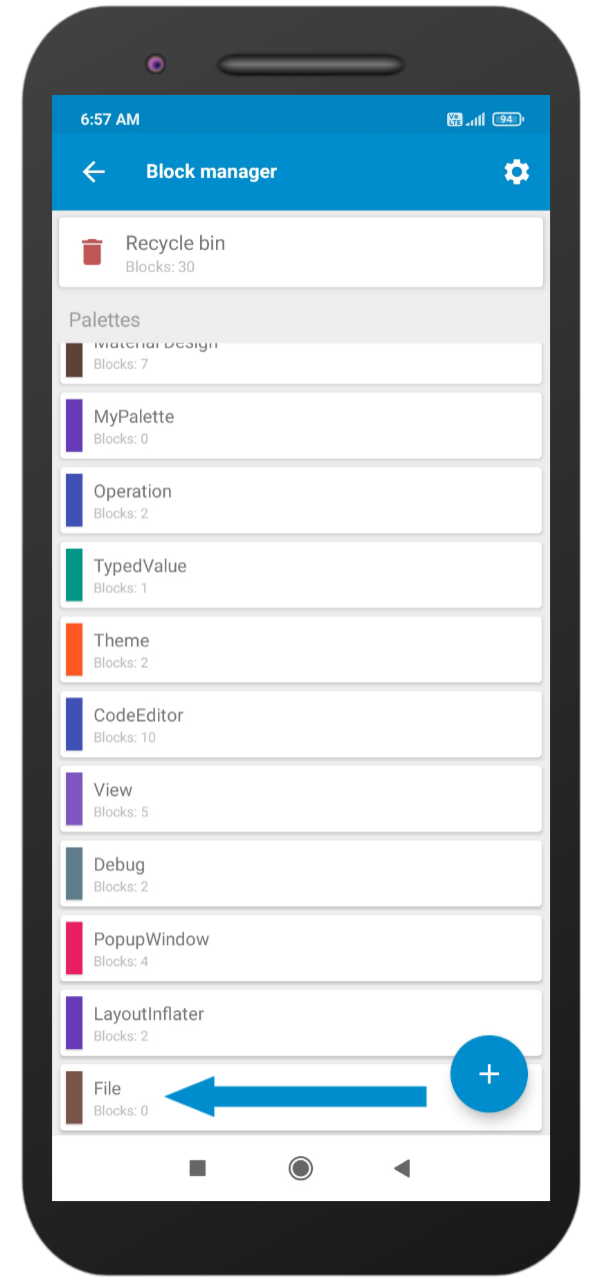 6:57 AM
VO LTE
94
Block manager
Recycle bin
Blocks: 30
Palettes
Material Design
Blocks: 7
MyPalette
Blocks: 0
Operation
Blocks: 2
TypedValue
Blocks: 1
Theme
Blocks: 2
CodeEditor
Blocks: 10
View
Blocks: 5
Debug
Blocks: 2
PopupWindow
Blocks: 4
LayoutInflater
Blocks: 2
File
Blocks: 0